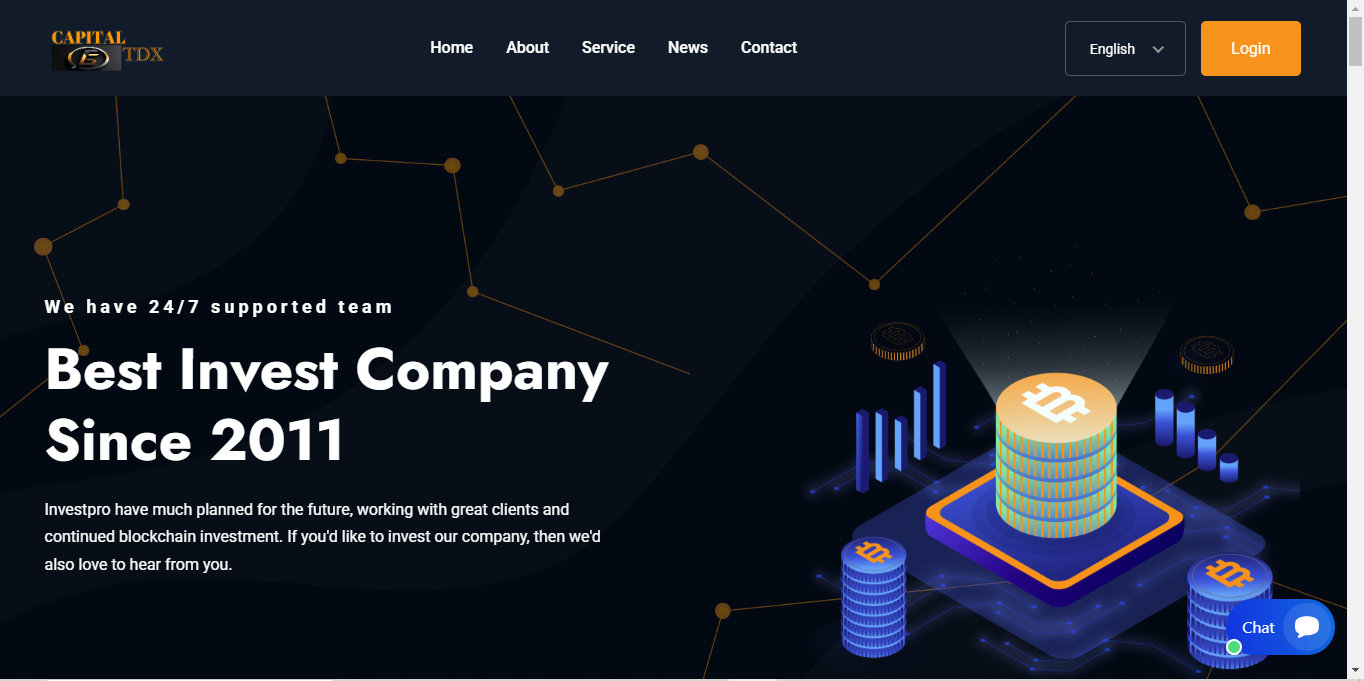 CAPITAL
TDX
Home About Service News Contact
English
Login
We have 24/7 supported team
Best Invest Company
Since 2011
Investpro have much planned for the future, working with great clients and
continued blockchain investment. If you'd like to invest our company, then we'd
also love to hear from you.
Chat